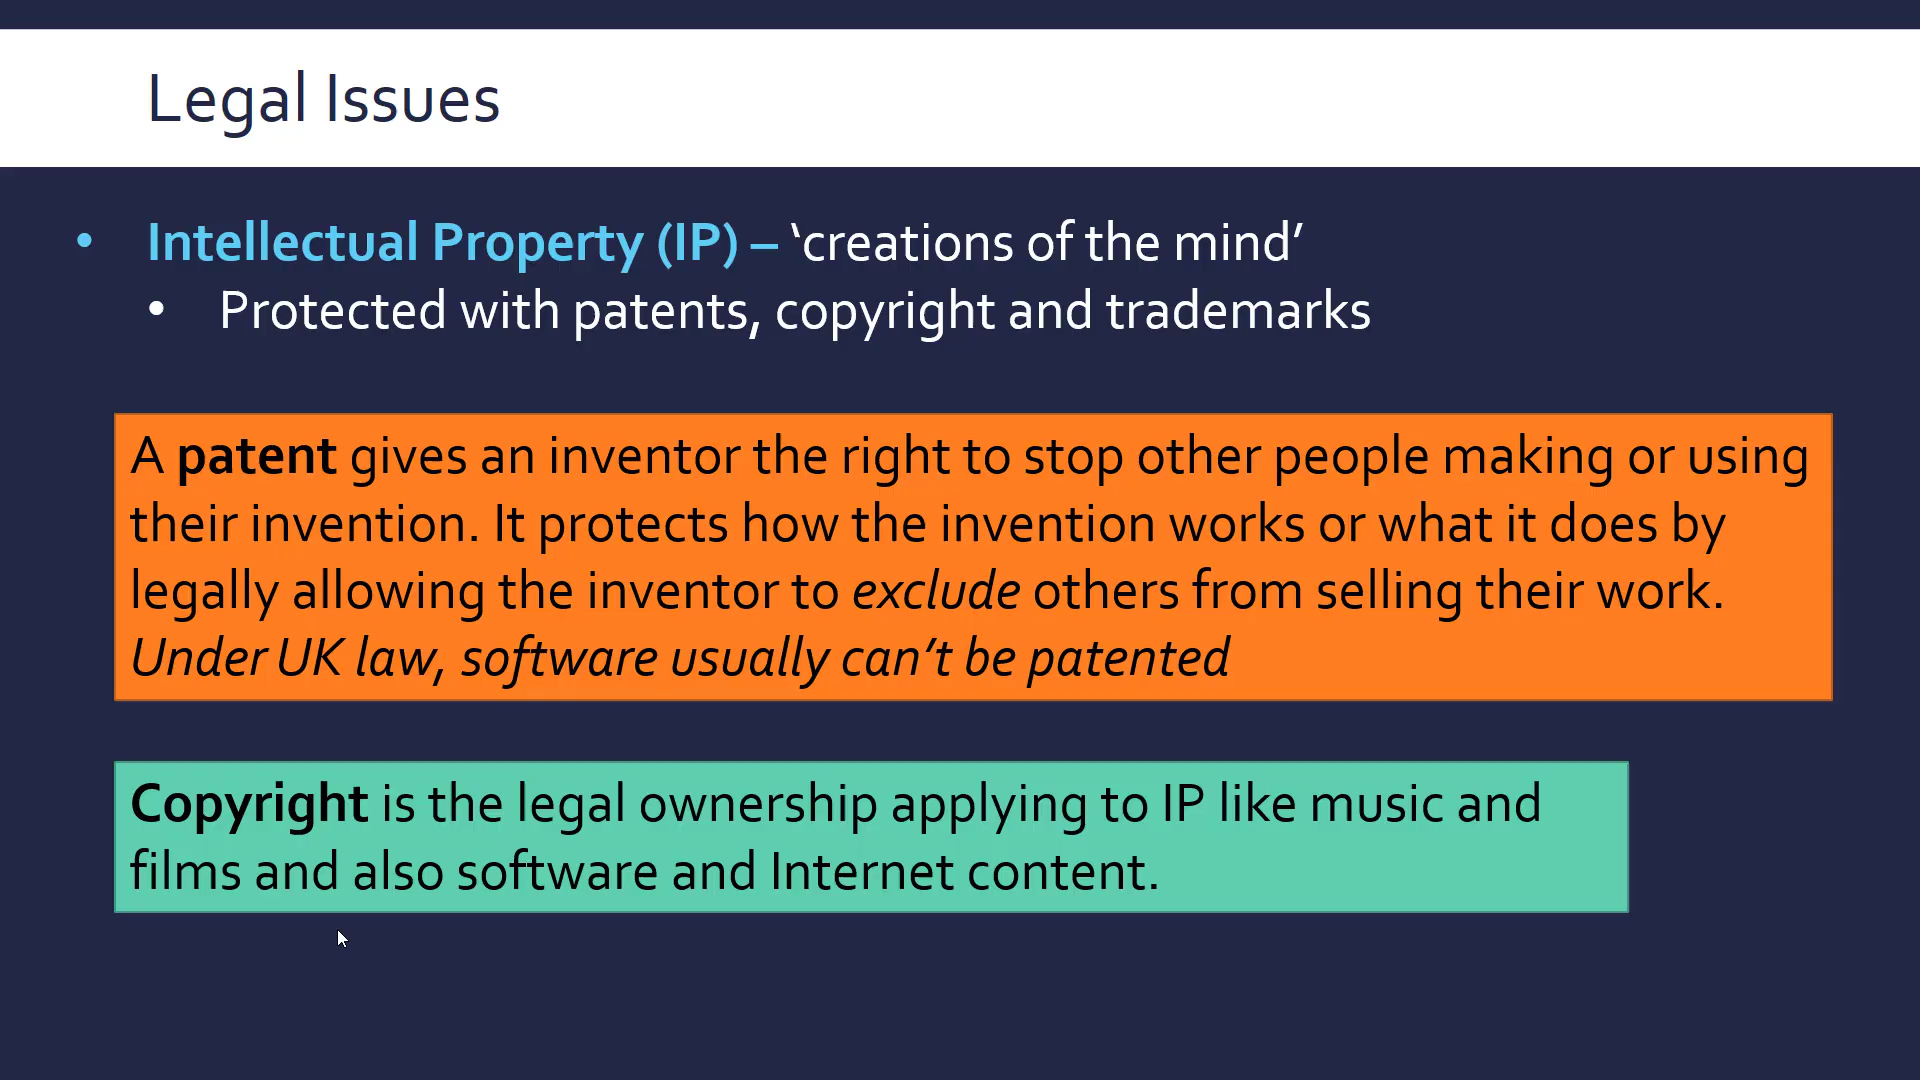 Legal Issues
• Intellectual Property (IP) – ‘creations of the mind’
• Protected with patents, copyright and trademarks
A patent gives an inventor the right to stop other people making or using
their invention. It protects how the invention works or what it does by
legally allowing the inventor to exclude others from selling their work.
Under UK law, software usually can’t be patented
Copyright is the legal ownership applying to IP like music and
films and also software and Internet content.